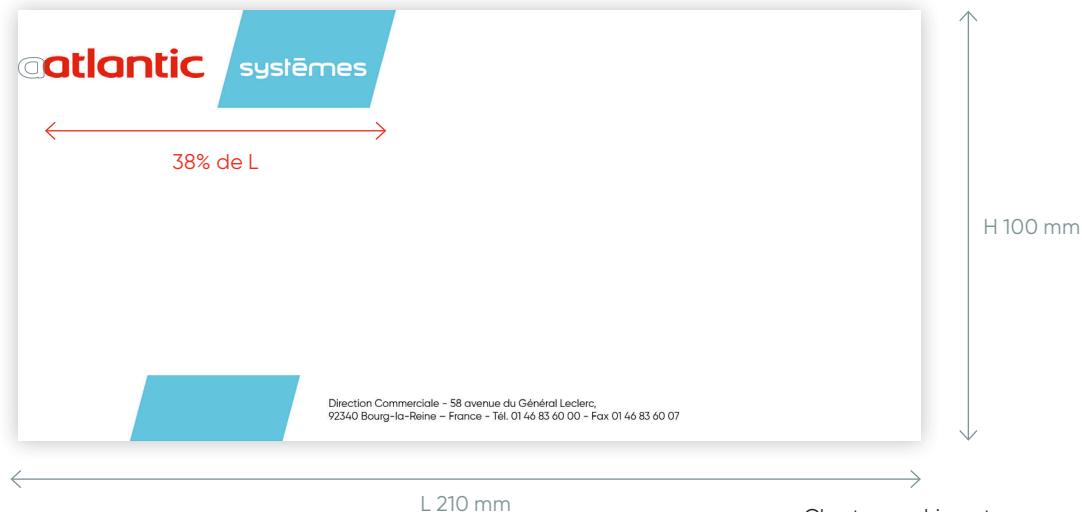 atlantic systēmes
38% de L
H 100 mm
Direction Commerciale - 58 avenue du Général Leclerc,
92340 Bourg-la-Reine – France - Tél. 01 46 83 60 00 - Fax 01 46 83 60 07
L 210 mm